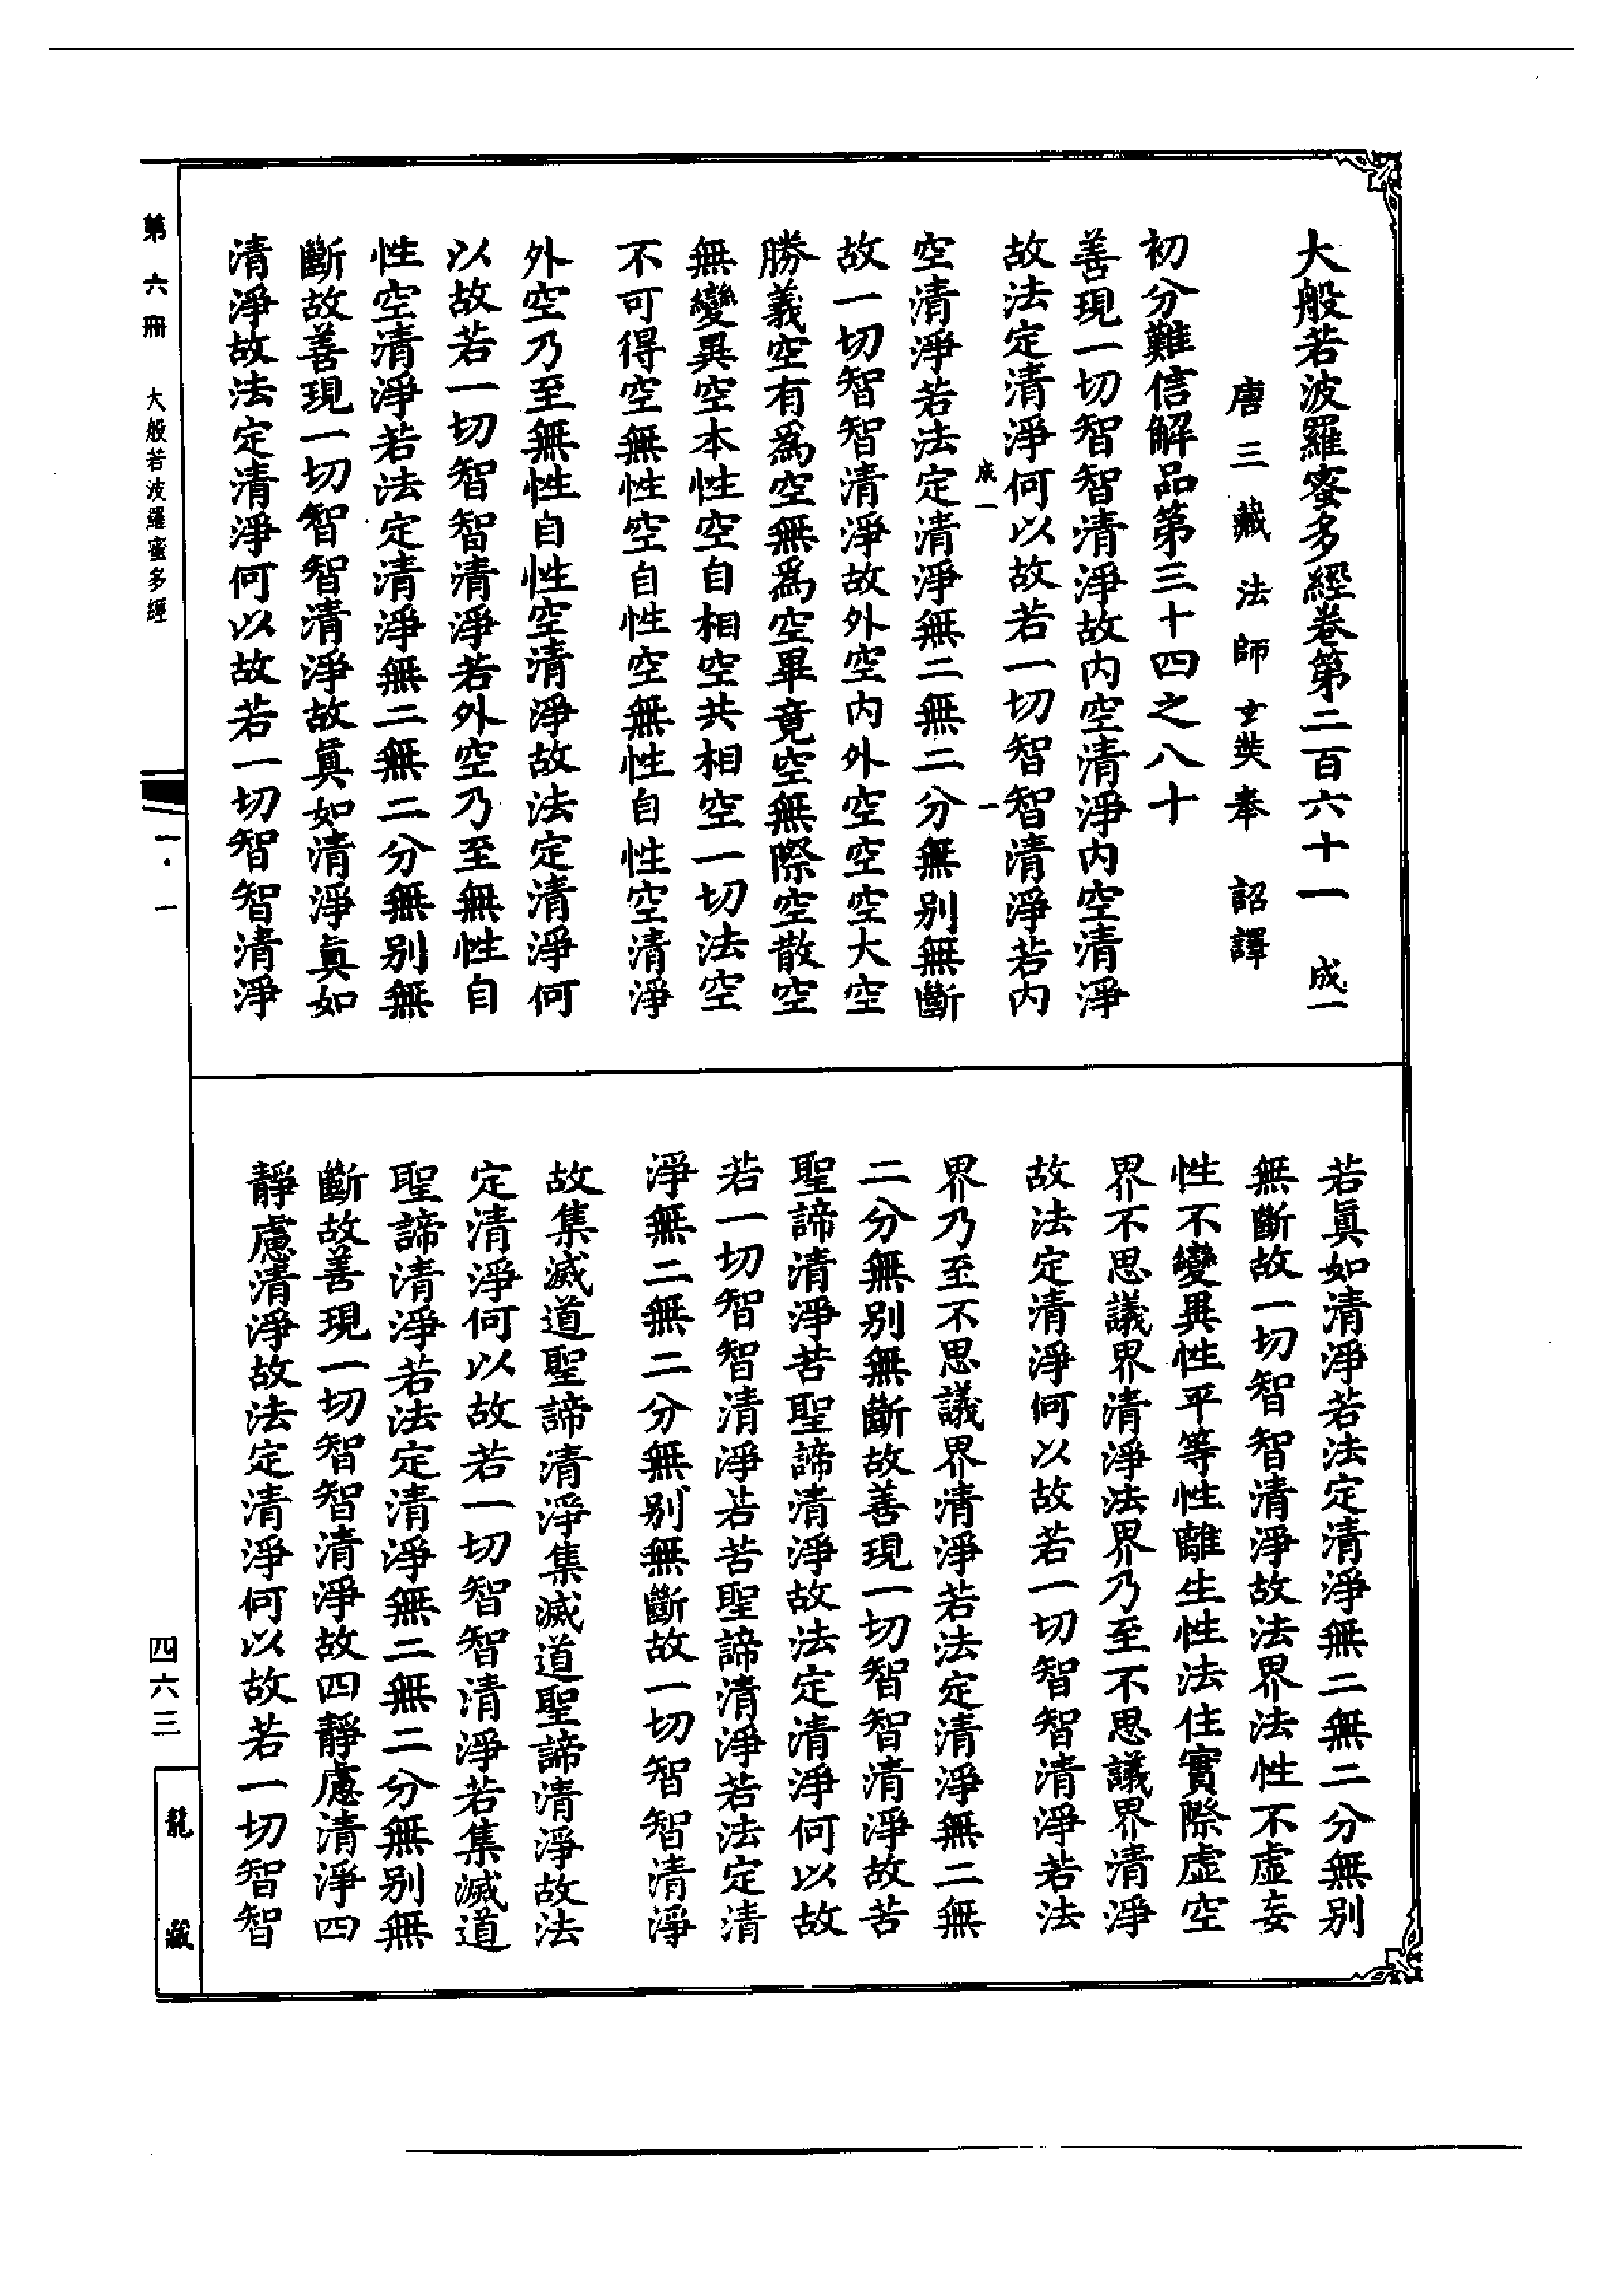 大般若波羅蜜多經卷第二百六十一　成一
唐三藏法師玄奘奉　詔譯
初分難信解品第三十四之八十
善現一切智智清淨故內空清淨內空清淨
故法定清淨何以故若一切智智清淨若內
成一　一
空清淨若法定清淨無二無二分無別無斷
故一切智智清淨故外空內外空空空大空
勝義空有爲空無爲空畢竟空無際空散空
無變異空本性空自相空共相空一切法空
不可得空無性空自性空無性自性空清淨
外空乃至無性自性空清淨故法定清淨何
以故若一切智智清淨若外空乃至無性自
性空清淨若法定清淨無二無二分無別無
斷故善現一切智智清淨故眞如清淨眞如
清淨故法定清淨何以故若一切智智清淨
若眞如清淨若法定清淨無二無二分無別
無斷故一切智智清淨故法界法性不虛妄
性不變異性平等性離生性法住實際虛空
界不思議界清淨法界乃至不思議界清淨
故法定清淨何以故若一切智智清淨若法
界乃至不思議界清淨若法定清淨無二無
二分無別無斷故善現一切智智清淨故苦
聖諦清淨苦聖諦清淨故法定清淨何以故
若一切智智清淨若苦聖諦清淨若法定清
淨無二無二分無別無斷故一切智智清淨
故集滅道聖諦清淨集滅道聖諦清淨故法
定清淨何以故若一切智智清淨若集滅道
聖諦清淨若法定清淨無二無二分無別無
斷故善現一切智智清淨故四靜慮清淨四
靜慮清淨故法定清淨何以故若一切智智
第六冊　大般若波羅蜜多經　一·一
四六三
龍藏